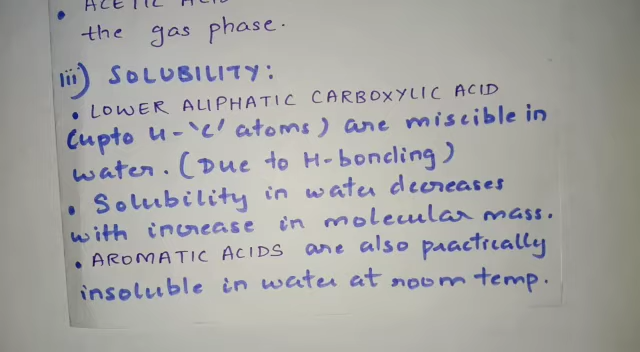 • ACETIC ACID
the gas phase.
iii) SOLUBILITY:
• LOWER ALIPHATIC CARBOXYLIC ACID
(upto 4-'C' atoms) are miscible in
water. (Due to H-bonding)
• Solubility in water decreases
with increase in molecular mass.
• AROMATIC ACIDS are also practically
insoluble in water at room temp.